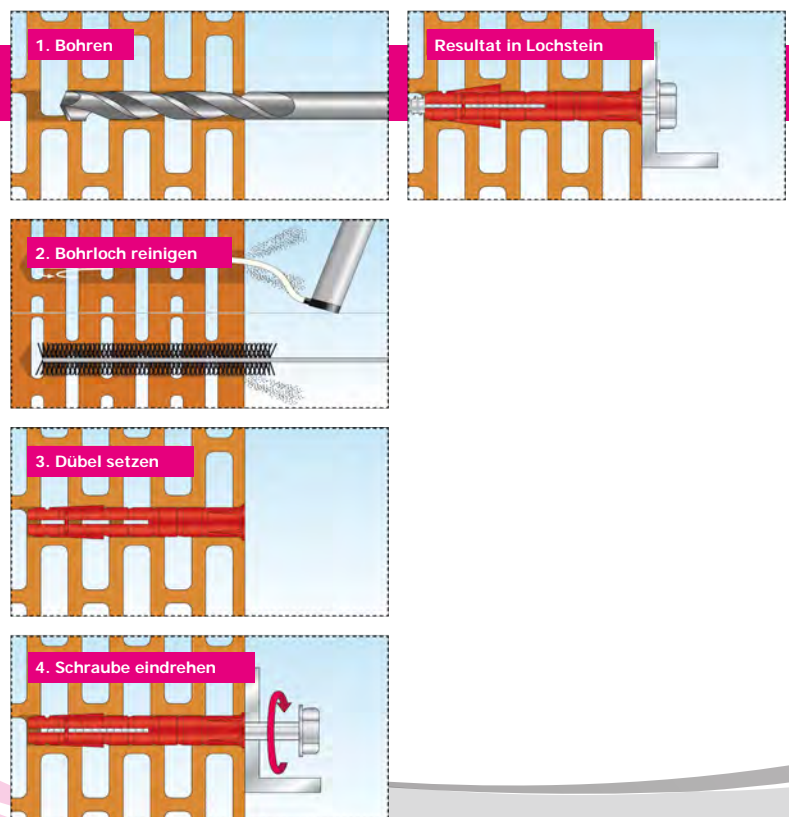 1. Bohren
2. Bohrloch reinigen
3. Dübel setzen
4. Schraube eindrehen
Resultat in Lochstein